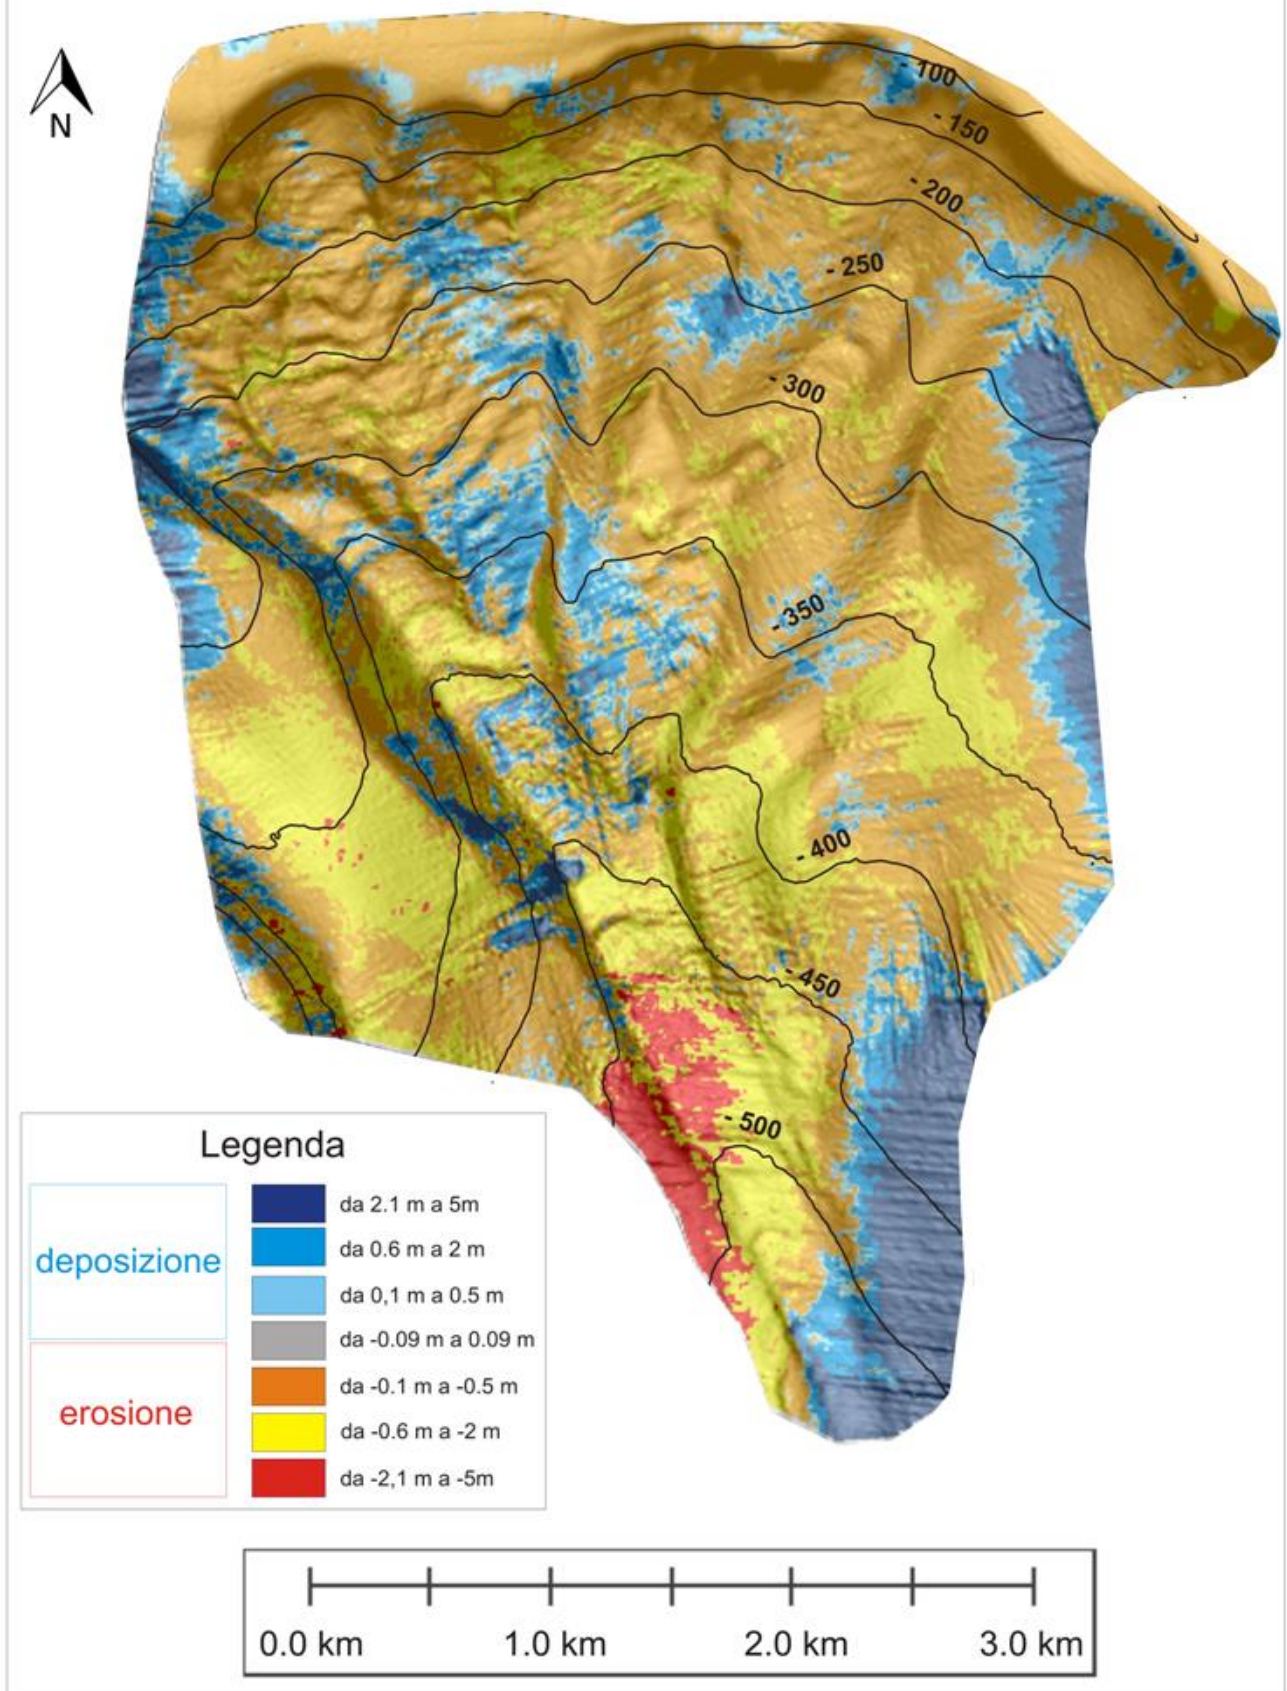 N
- 100
- 150
- 200
- 250
- 300
- 350
- 400
- 450
- 500
Legenda
deposizione
erosione
da 2.1 m a 5m
da 0.6 m a 2 m
da 0,1 m a 0.5 m
da -0.09 m a 0.09 m
da -0.1 m a -0.5 m
da -0.6 m a -2 m
da -2,1 m a -5m
0.0 km 1.0 km 2.0 km 3.0 km